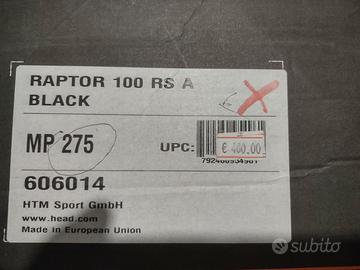 RAPTOR 100 RS A
BLACK
MP 275
UPC:
€ 400.00
606014
HTM Sport GmbH
www.head.com
Made in European Union
subito